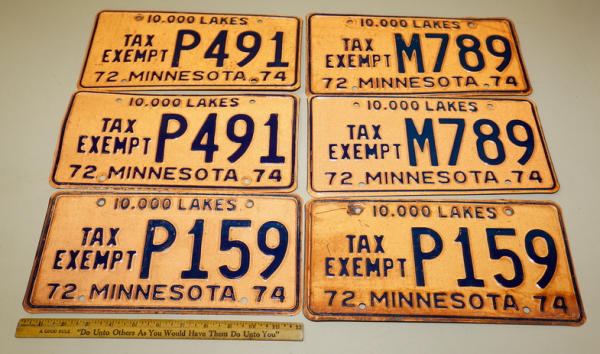 10,000 LAKES
TAX EXEMPT P491
72 MINNESOTA 74
10,000 LAKES
TAX EXEMPT M789
72 MINNESOTA 74
10,000 LAKES
TAX EXEMPT P491
72 MINNESOTA 74
10,000 LAKES
TAX EXEMPT M789
72 MINNESOTA 74
10,000 LAKES
TAX EXEMPT P159
72 MINNESOTA 74
10,000 LAKES
TAX EXEMPT P159
72 MINNESOTA 74
A GOOD RULE "Do Unto Others As You Would Have Them Do Unto You"